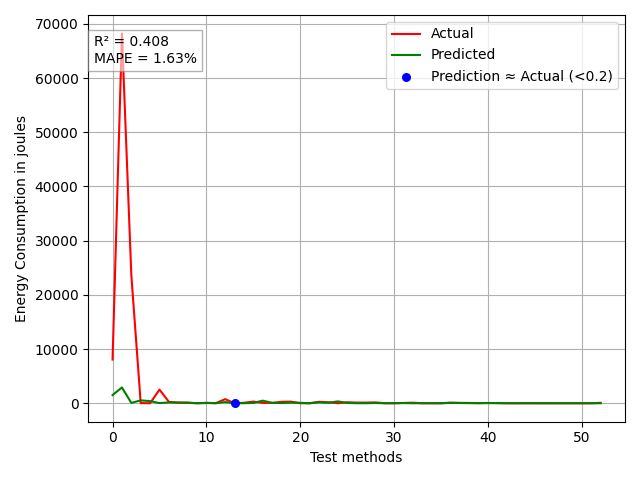 R² = 0.408
MAPE = 1.63%
Actual
Predicted
Prediction ≈ Actual (<0.2)
Energy Consumption in joules
70000
60000
50000
40000
30000
20000
10000
0
0 10 20 30 40 50
Test methods